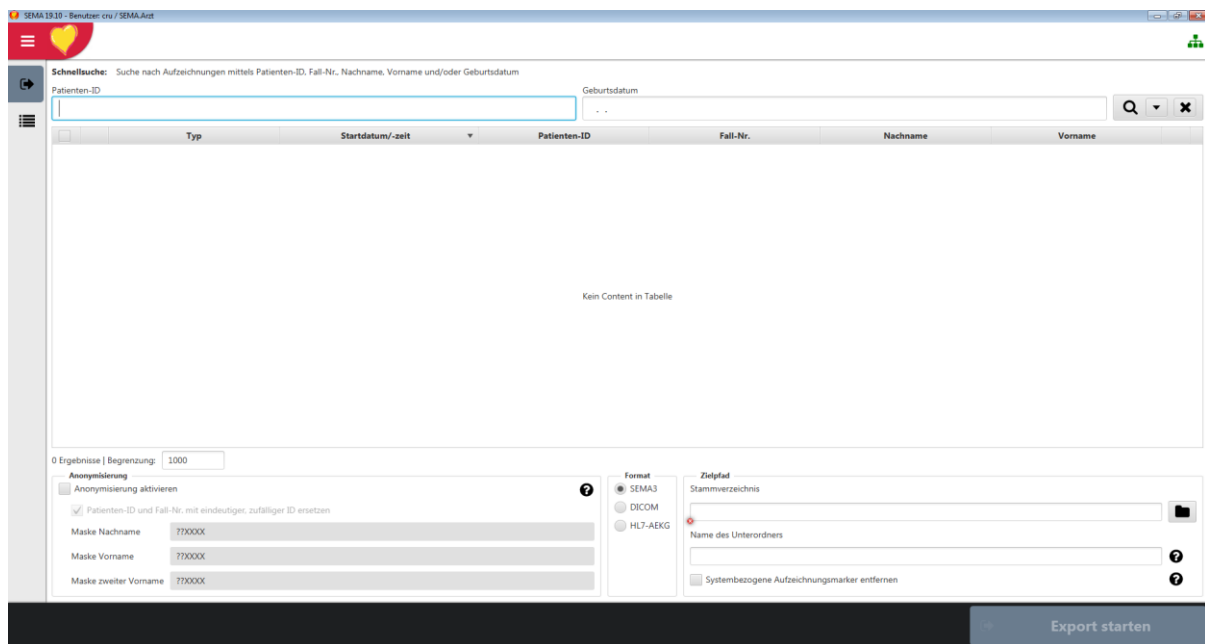 SEMA 19.10 - Benutzer: cru / SEMA.Arzt
Schnellsuche: Suche nach Aufzeichnungen mittels Patienten-ID, Fall-Nr., Nachname, Vorname und/oder Geburtsdatum
Patienten-ID Geburtsdatum
. .
Typ Startdatum/-zeit Patienten-ID Fall-Nr. Nachname Vorname
Kein Content in Tabelle
0 Ergebnisse | Begrenzung: 1000
Anonymisierung Format Zielpfad
Anonymisierung aktivieren SEMA3 Stammverzeichnis
Patienten-ID und Fall-Nr. mit eindeutiger, zufälliger ID ersetzen DICOM
Maske Nachname ??XXXX HL7-AEKG Name des Unterordners
Maske Vorname ??XXXX
Maske zweiter Vorname ??XXXX Systembezogene Aufzeichnungsmarker entfernen
Export starten